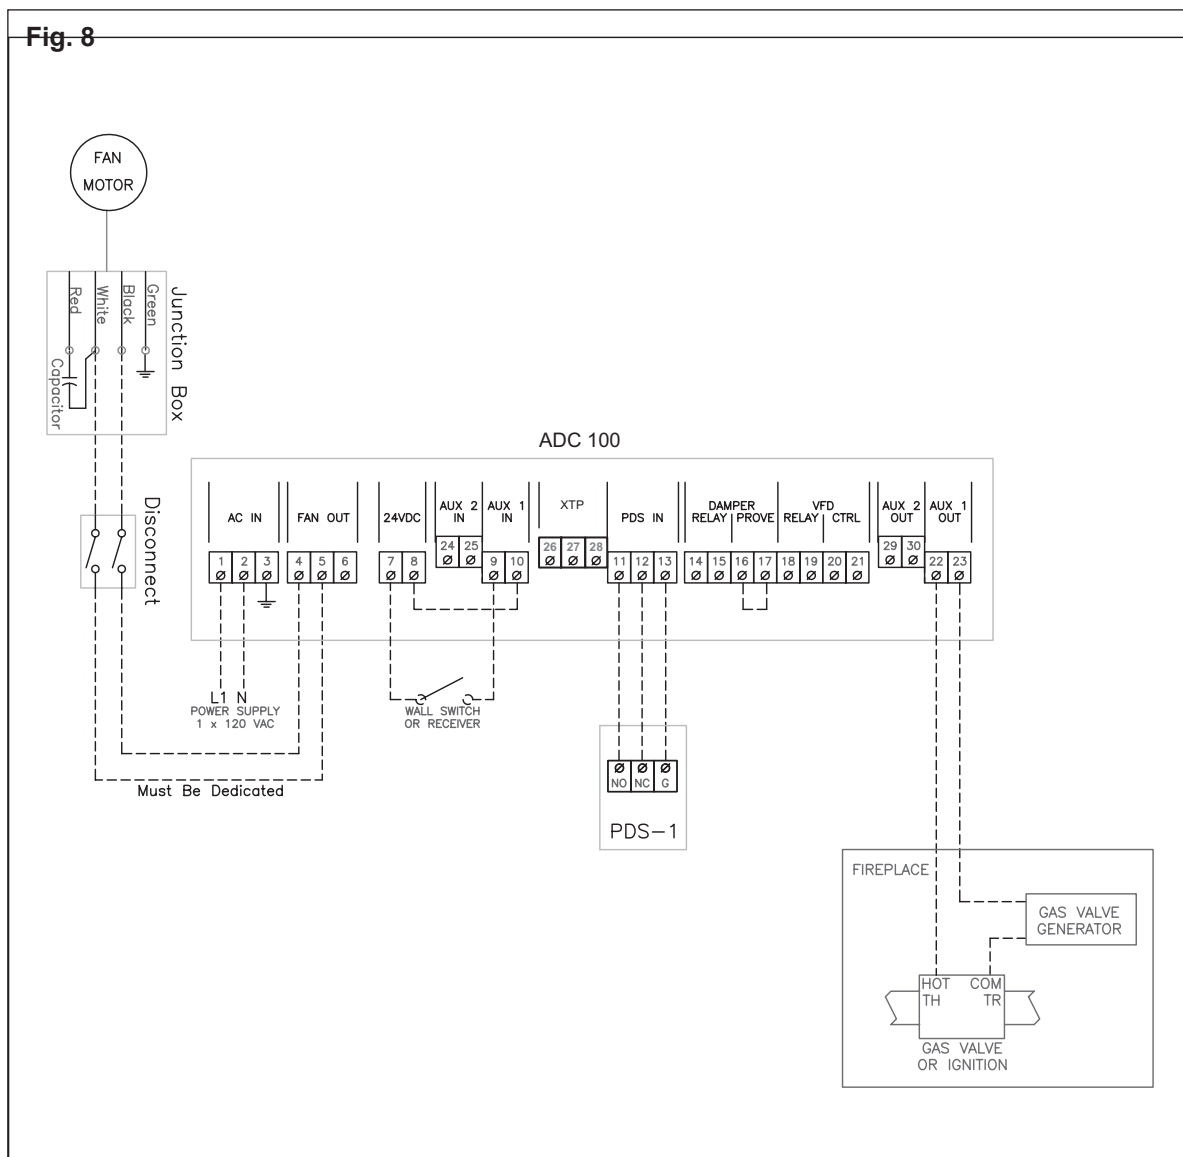 Fig. 8
FAN
MOTOR
Red
White
Black
Green
Junction Box
Capacitor
Disconnect
ADC 100
AC IN
FAN OUT
24VDC
AUX 2
IN
AUX 1
IN
XTP
PDS IN
DAMPER
RELAY PROVE
VFD
RELAY CTRL
AUX 2
OUT
AUX 1
OUT
1 2 3
4 5 6
7 8
24 25
9 10
26 27 28
11 12 13
14 15 16 17 18 19 20 21
29 30
22 23
L1 N
POWER SUPPLY
1 x 120 VAC
WALL SWITCH
OR RECEIVER
Must Be Dedicated
NO NC G
PDS-1
FIREPLACE
GAS VALVE
GENERATOR
HOT COM
TH TR
GAS VALVE
OR IGNITION